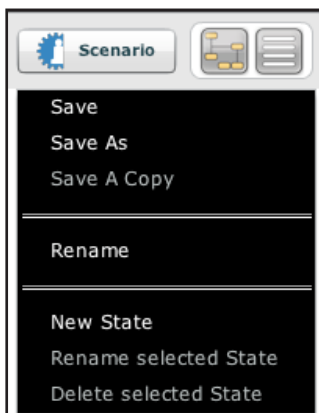 Scenario
Save
Save As
Save A Copy
Rename
New State
Rename selected State
Delete selected State